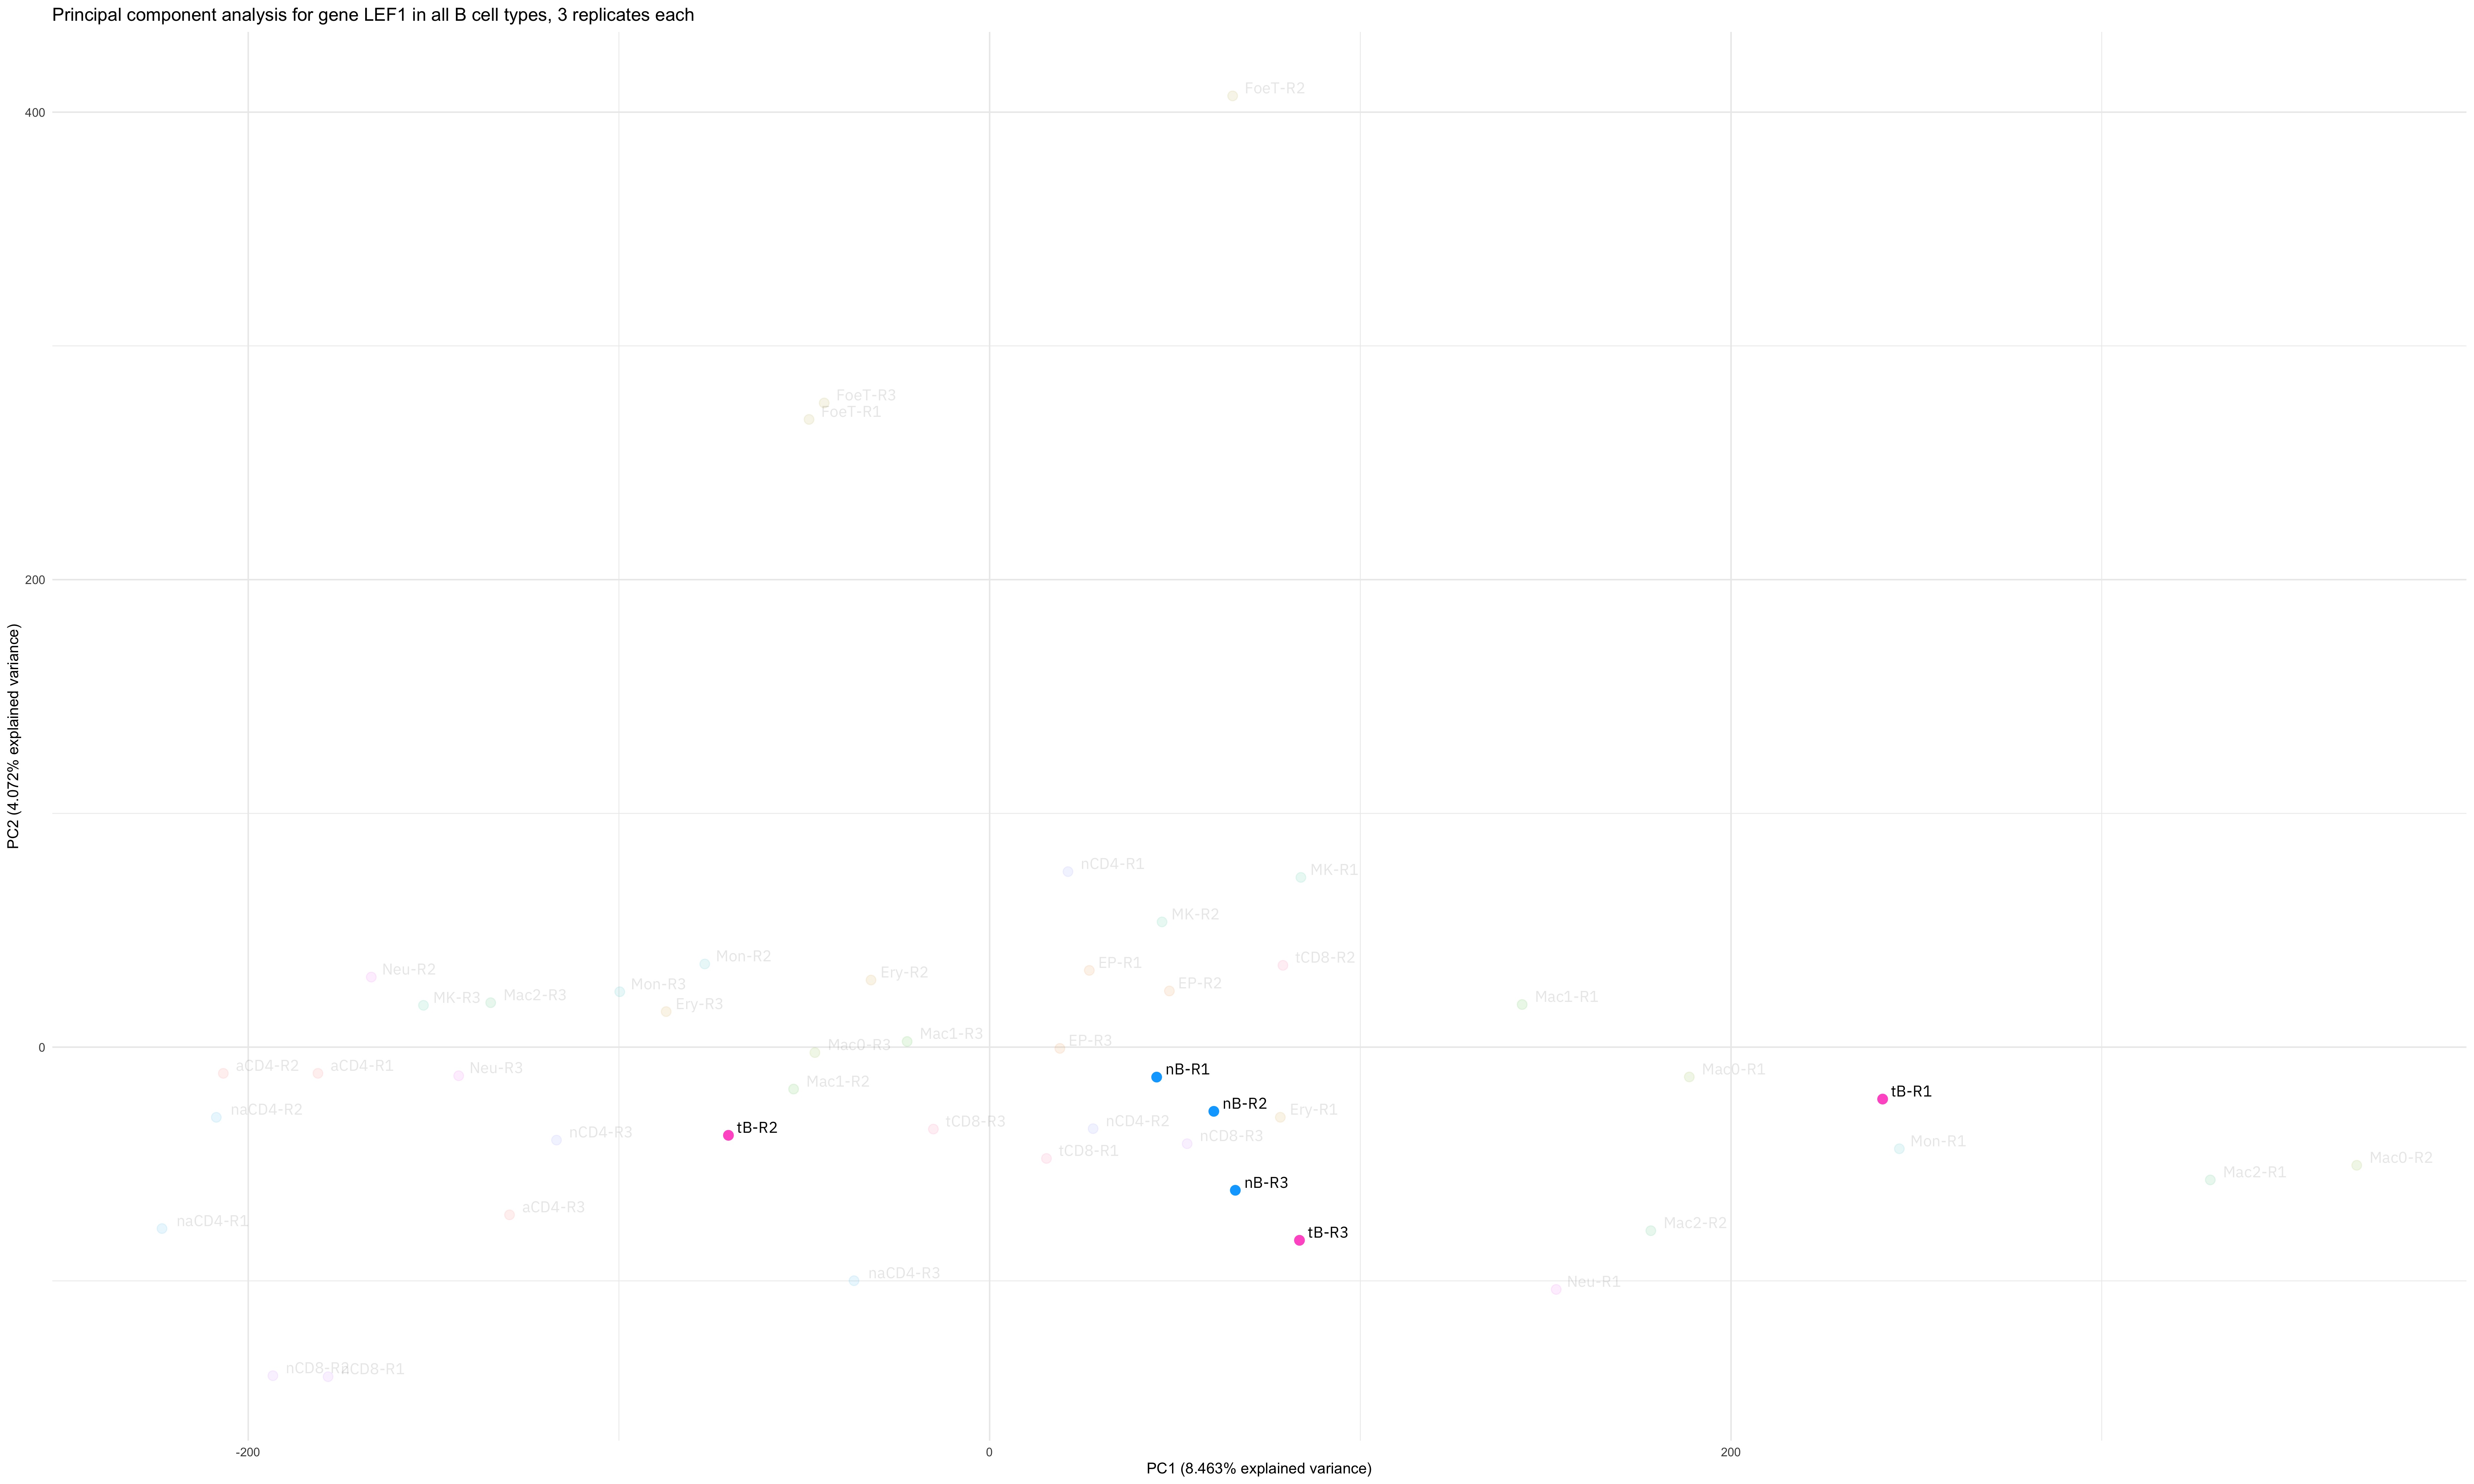 Principal component analysis for gene LEF1 in all B cell types, 3 replicates each
FoeT-R2
400
FoeT-R3
FoeT-R1
200
PC2 (4.072% explained variance)
nCD4-R1
MK-R1
MK-R2
Mon-R2
EP-R1
tCD8-R2
Neu-R2
Ery-R2
Mon-R3
EP-R2
MK-R3
Mac2-R3
Ery-R3
Mac1-R1
Mac1-R3
Mac0-R3
EP-R3
0
aCD4-R2
aCD4-R1
Neu-R3
Mac1-R2
nB-R1
Mac0-R1
tB-R1
naCD4-R2
nB-R2
Ery-R1
tB-R2
nCD4-R3
tCD8-R3
nCD4-R2
nCD8-R3
Mon-R1
tCD8-R1
Mac0-R2
Mac2-R1
nB-R3
aCD4-R3
naCD4-R1
Mac2-R2
tB-R3
naCD4-R3
Neu-R1
nCD8-R2
nCD8-R1
-200
0
200
PC1 (8.463% explained variance)